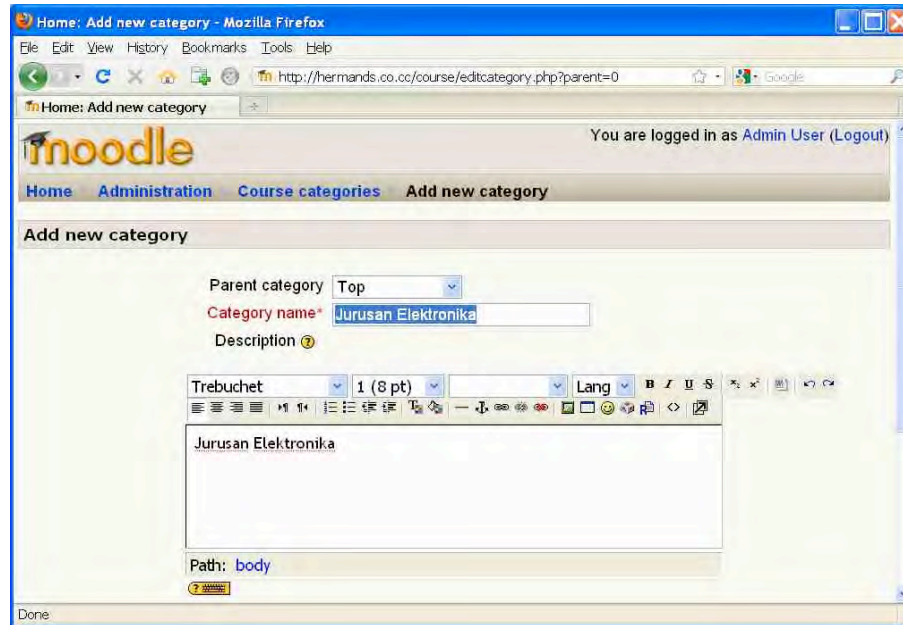 Home: Add new category - Mozilla Firefox
File Edit View History Bookmarks Tools Help
http://hermands.co.cc/course/editcategory.php?parent=0 Google
Home: Add new category
moodle You are logged in as Admin User (Logout)
Home Administration Course categories Add new category
Add new category
Parent category Top
Category name* Jurusan Elektronika
Description
Trebuchet 1 (8 pt) Lang B I U S
Jurusan Elektronika
Path: body
Done